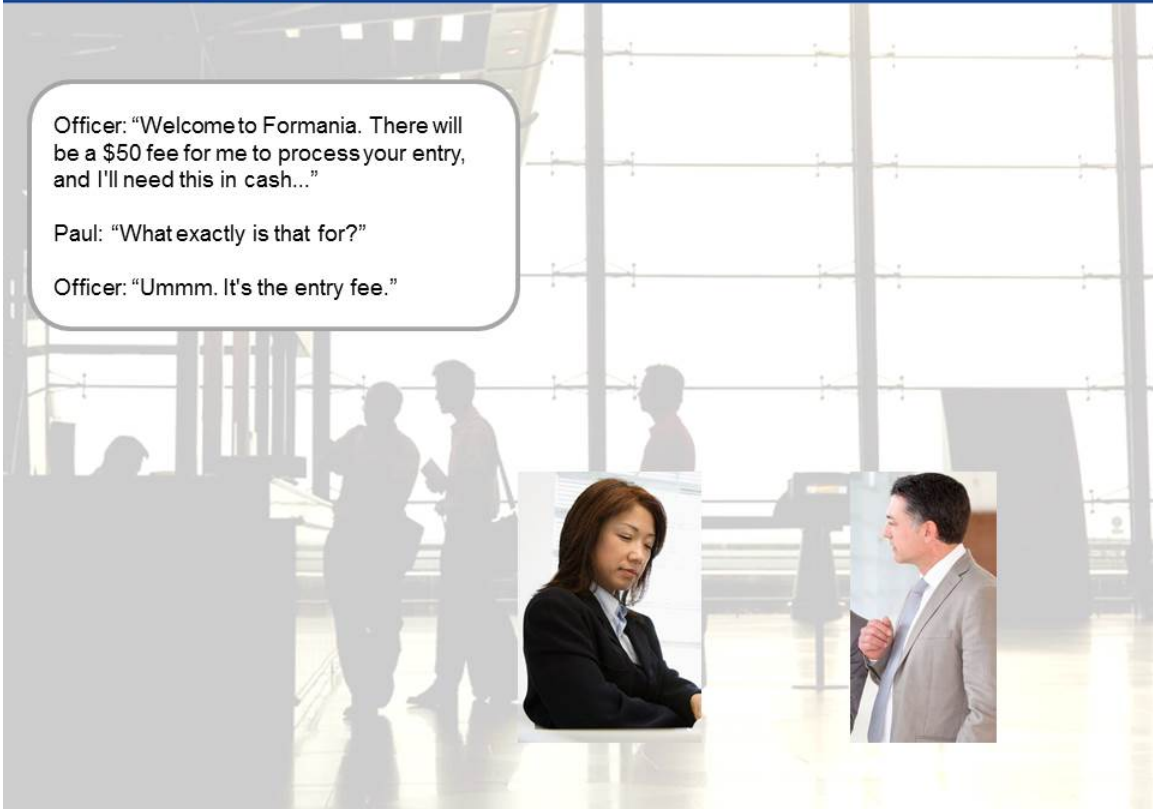 Officer: “Welcome to Formania. There will
be a $50 fee for me to process your entry,
and I'll need this in cash...”
Paul: “What exactly is that for?”
Officer: “Ummm. It's the entry fee.”